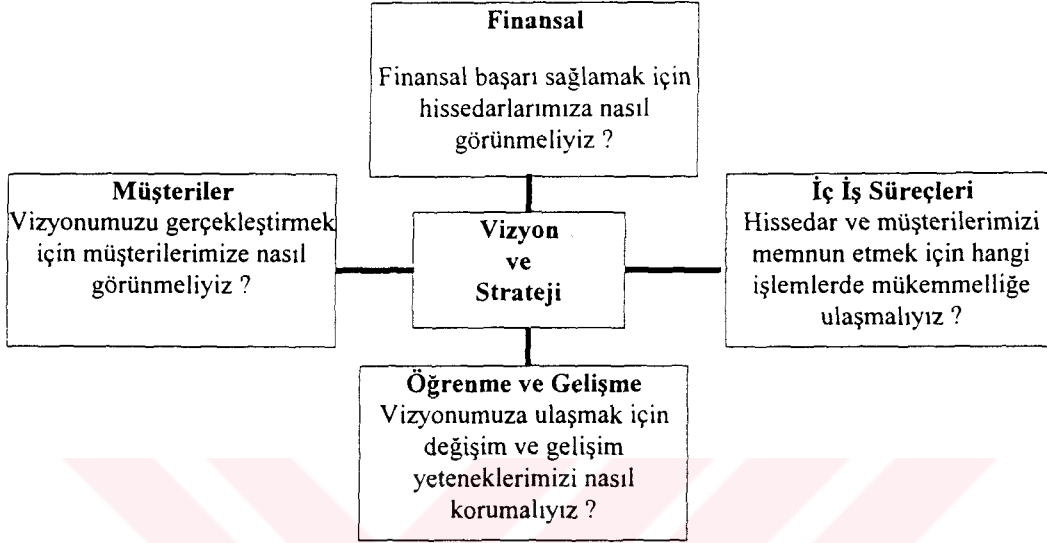 Finansal
Finansal başarı sağlamak için
hissedarlarımıza nasıl
görünmeliyiz ?
Müşteriler
Vizyonumuzu gerçekleştirmek
için müşterilerimize nasıl
görünmeliyiz ?
Vizyon
ve
Strateji
İç İş Süreçleri
Hissedar ve müşterilerimizi
memnun etmek için hangi
işlemlerde mükemmelliğe
ulaşmalıyız ?
Öğrenme ve Gelişme
Vizyonumuza ulaşmak için
değişim ve gelişim
yeteneklerimizi nasıl
korumalıyız ?